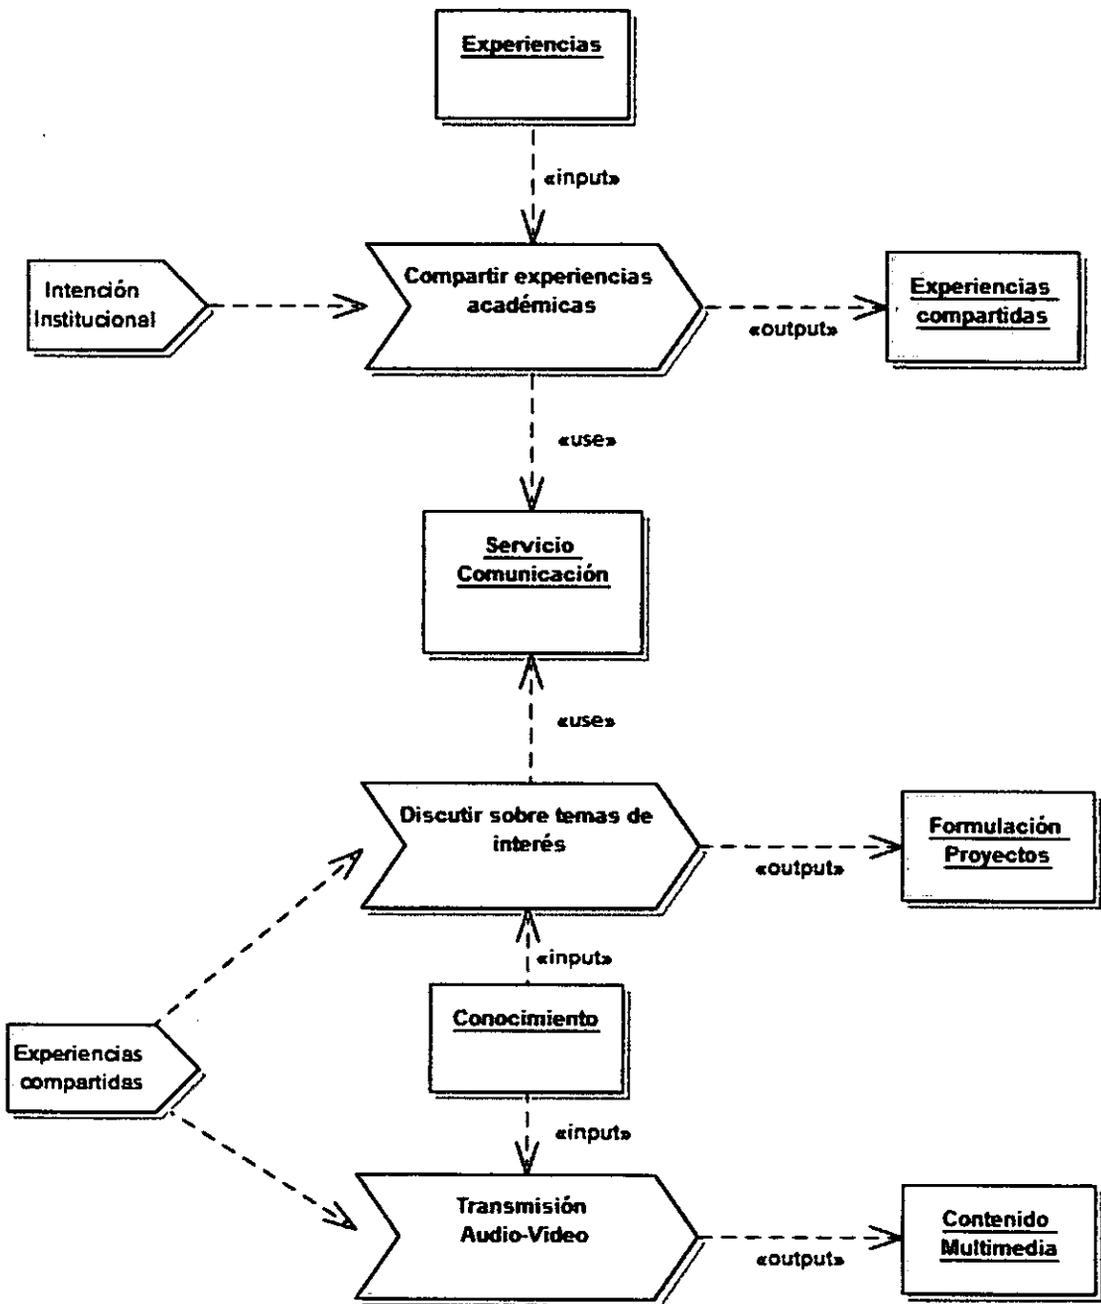 Experiencias
«input»
Intención
Institucional
Compartir experiencias
académicas
«output»
Experiencias
compartidas
«use»
Servicio
Comunicación
«use»
Discutir sobre temas de
interés
«output»
Formulación
Proyectos
«input»
Conocimiento
Experiencias
compartidas
«input»
Transmisión
Audio-Video
«output»
Contenido
Multimedia